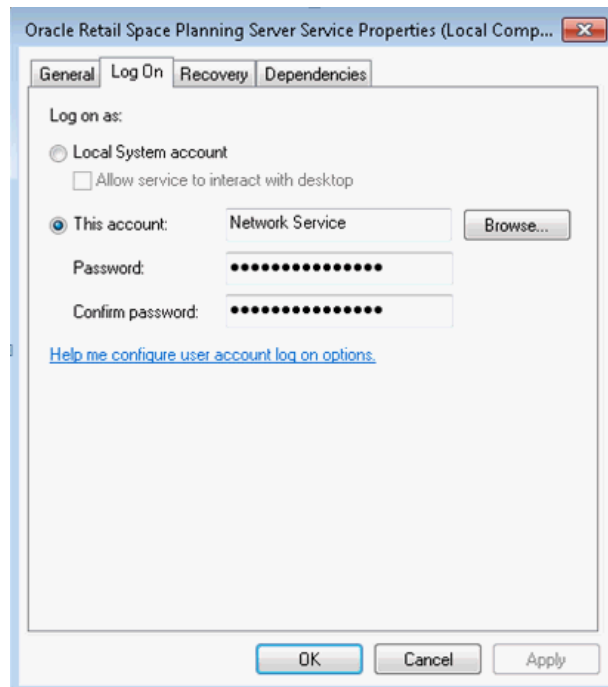 Oracle Retail Space Planning Server Service Properties (Local Comp...
General Log On Recovery Dependencies
Log on as:
Local System account
Allow service to interact with desktop
This account: Network Service Browse...
Password: •••••••••••••••
Confirm password: •••••••••••••••
Help me configure user account log on options.
OK Cancel Apply